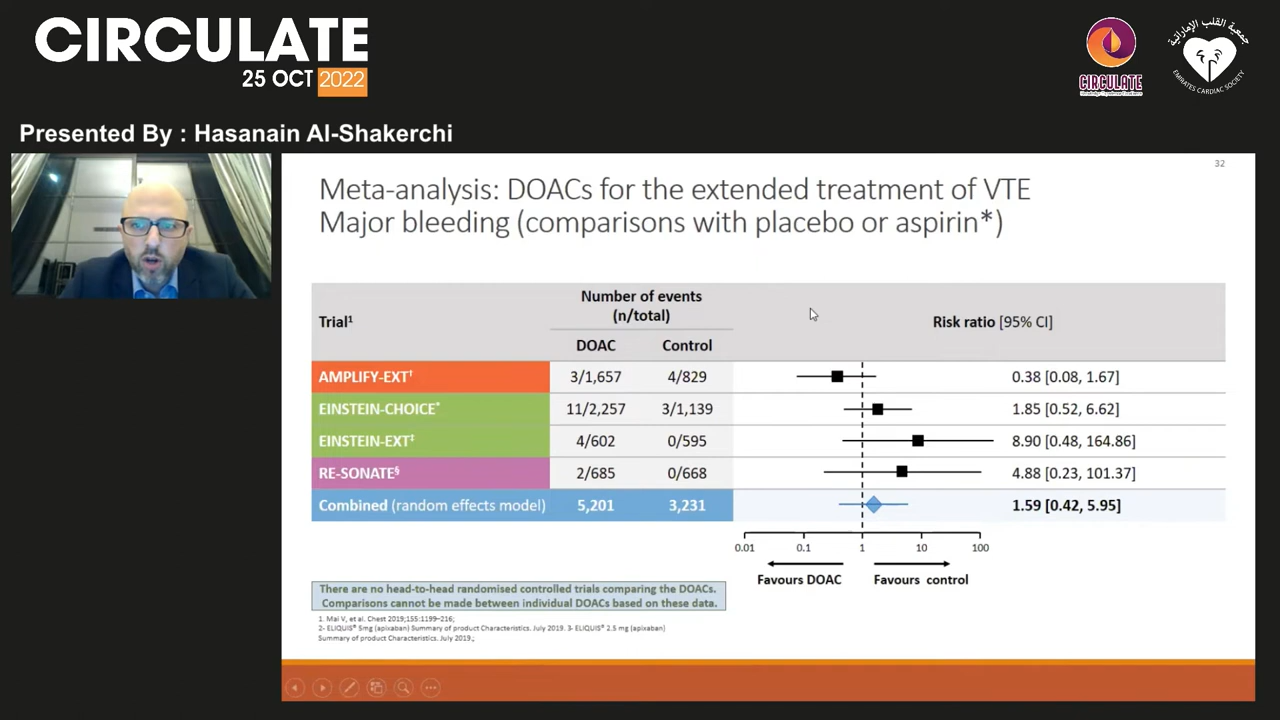 CIRCULATE
25 OCT 2022
CIRCULATE
جمعية القلب الإماراتية
EMIRATES CARDIAC SOCIETY
Presented By : Hasanain Al-Shakerchi
32
Meta-analysis: DOACs for the extended treatment of VTE
Major bleeding (comparisons with placebo or aspirin*)
Trial¹
Number of events
(n/total)
DOAC Control
Risk ratio [95% CI]
AMPLIFY-EXT† 3/1,657 4/829 0.38 [0.08, 1.67]
EINSTEIN-CHOICE* 11/2,257 3/1,139 1.85 [0.52, 6.62]
EINSTEIN-EXT‡ 4/602 0/595 8.90 [0.48, 164.86]
RE-SONATE§ 2/685 0/668 4.88 [0.23, 101.37]
Combined (random effects model) 5,201 3,231 1.59 [0.42, 5.95]
0.01 0.1 1 10 100
Favours DOAC Favours control
There are no head-to-head randomised controlled trials comparing the DOACs.
Comparisons cannot be made between individual DOACs based on these data.
1. Mai V, et al. Chest 2019;155:1199–216;
2- ELIQUIS® 5mg (apixaban) Summary of product Characteristics. July 2019. 3- ELIQUIS® 2.5 mg (apixaban)
Summary of product Characteristics. July 2019.;